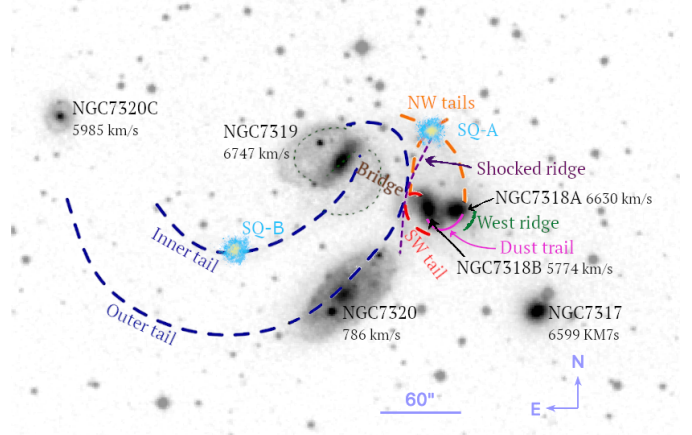 NW tails
NGC7320C
5985 km/s
SQ-A
NGC7319
6747 km/s
Bridge
Shocked ridge
NGC7318A 6630 km/s
West ridge
SQ-B
Inner tail
SW tail
Dust trail
NGC7318B 5774 km/s
Outer tail
NGC7320
786 km/s
NGC7317
6599 KM7s
N
E
60"